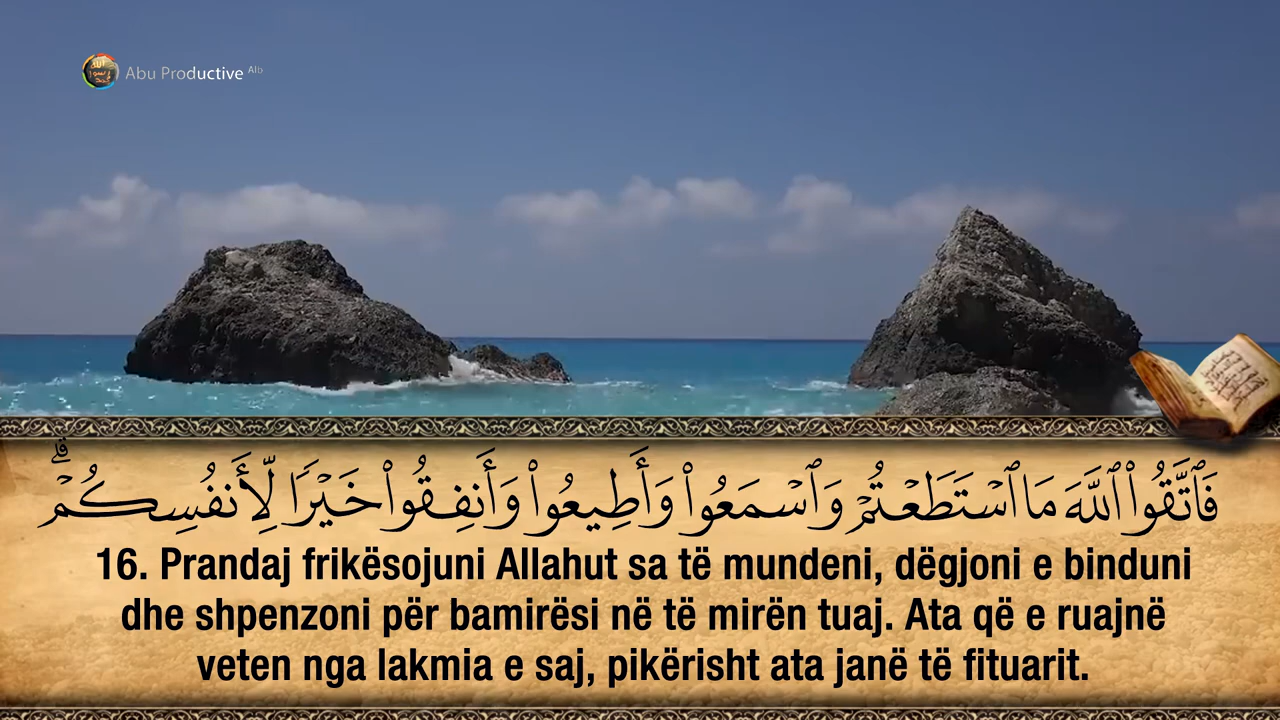 Abu Productive Alb
فَٱتَّقُوا۟ ٱللَّهَ مَا ٱسْتَطَعْتُمْ وَٱسْمَعُوا۟ وَأَطِيعُوا۟ وَأَنفِقُوا۟ خَيْرًا لِّأَنفُسِكُمْ ۗ
16. Prandaj frikësojuni Allahut sa të mundeni, dëgjoni e binduni
dhe shpenzoni për bamirësi në të mirën tuaj. Ata që e ruajnë
veten nga lakmia e saj, pikërisht ata janë të fituarit.